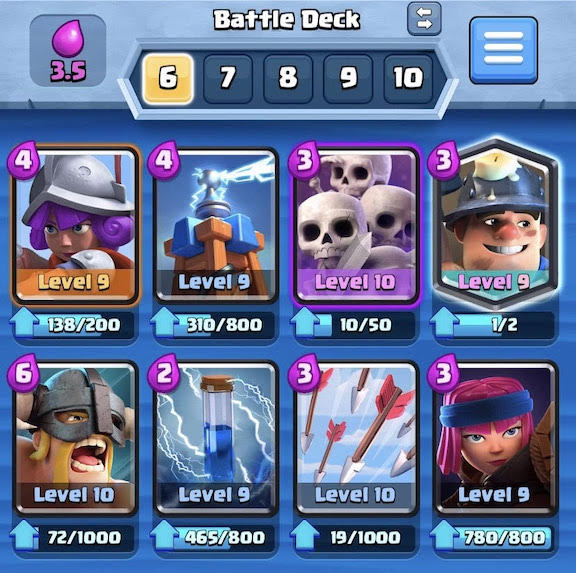 Battle Deck
3.5
6 7 8 9 10
4 4 3 3
Level 9 Level 9 Level 10 Level 9
138/200 310/800 10/50 1/2
6 2 3 3
Level 10 Level 9 Level 10 Level 9
72/1000 465/800 19/1000 780/800